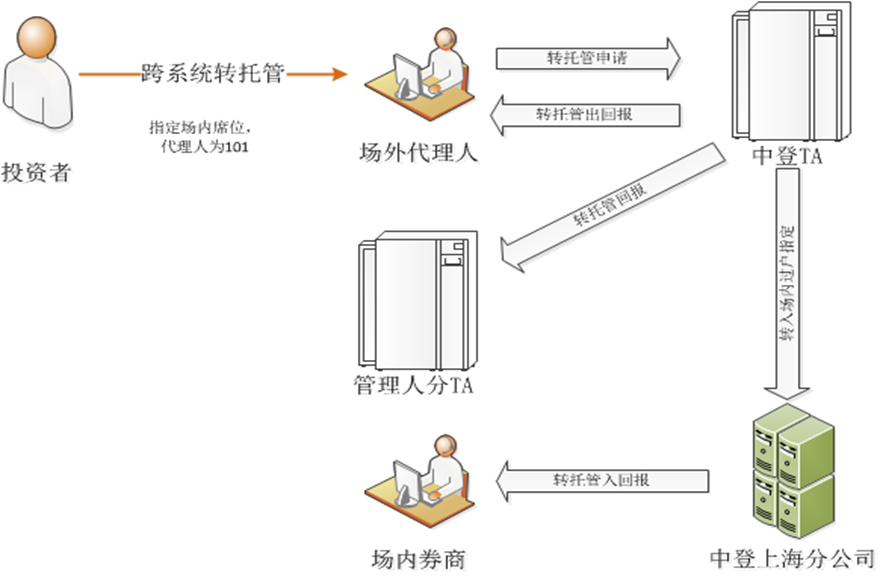 跨系统转托管
指定场内席位，
代理人为101
投资者
场外代理人
转托管申请
转托管出回报
中登TA
转托管回报
转入场内过户指定
管理人分TA
转托管入回报
场内券商
中登上海分公司